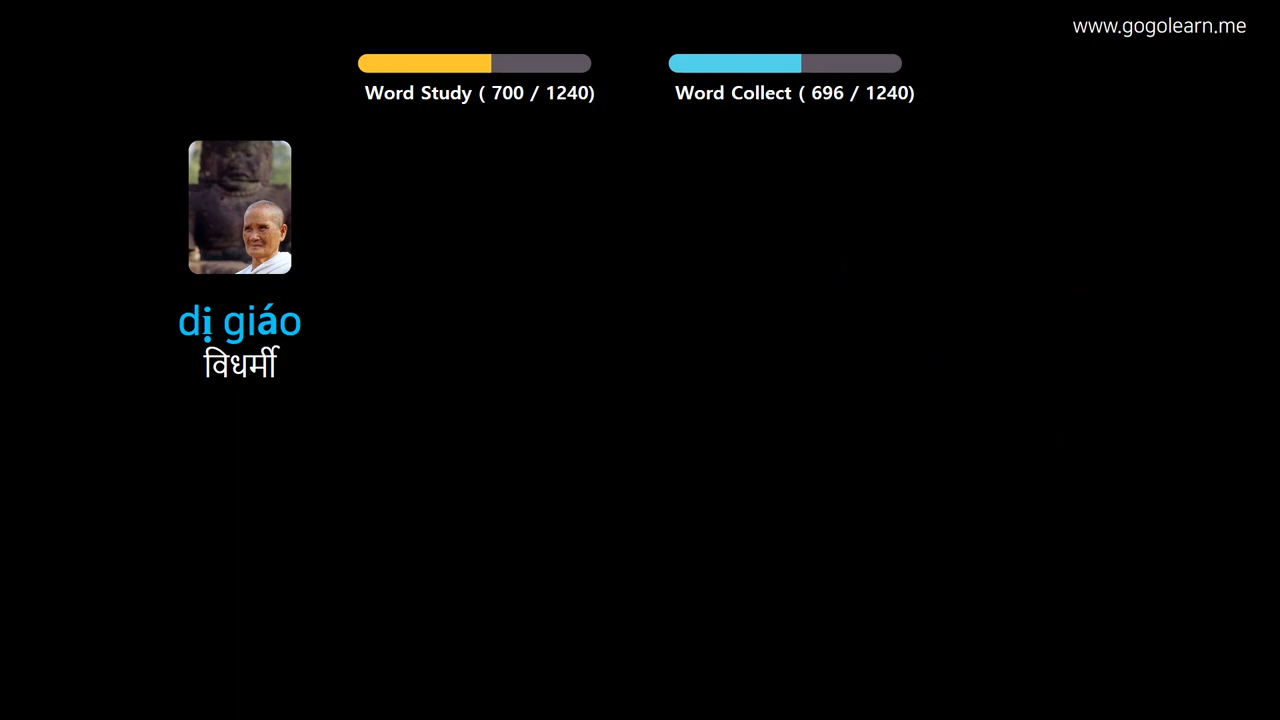 www.gogolearn.me
Word Study ( 700 / 1240)
Word Collect ( 696 / 1240)
dị giáo
विधर्मी